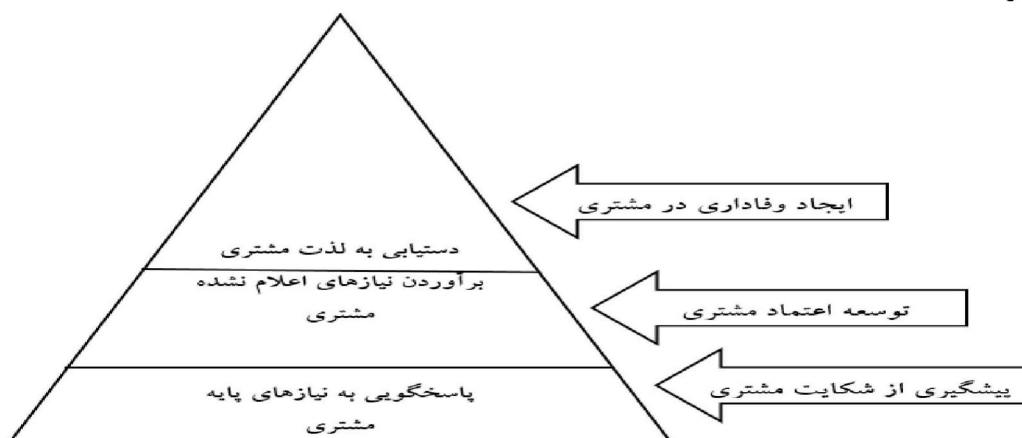 ایجاد وفاداری در مشتری
دستیابی به لذت مشتری
برآوردن نیازهای اعلام نشده
مشتری
توسعه اعتماد مشتری
پاسخگویی به نیازهای پایه
مشتری
پیشگیری از شکایت مشتری